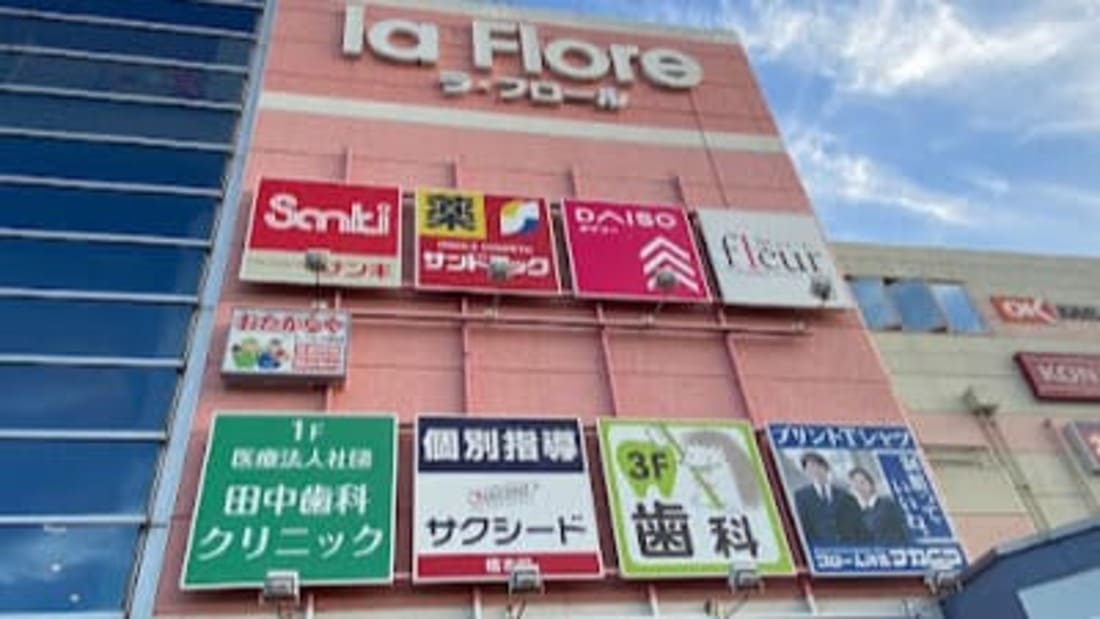 la Flore
ラ・フロール
Sanki
サンキ
薬
サンドラッグ
DAISO
ダイソー
fleur
おたからや
OK
KON
1F
医療法人社団
田中歯科
クリニック
個別指導
サクシード
3F
歯科
プリントTシャツ